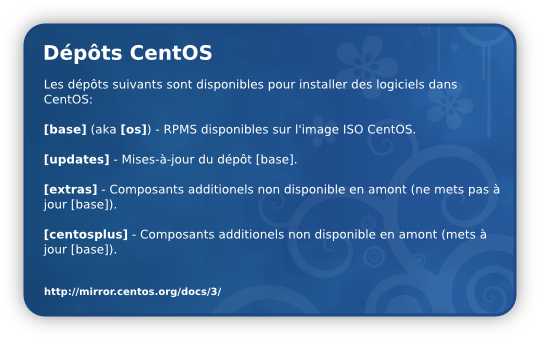 Dépôts CentOS
Les dépôts suivants sont disponibles pour installer des logiciels dans
CentOS:
[base] (aka [os]) - RPMS disponibles sur l'image ISO CentOS.
[updates] - Mises-à-jour du dépôt [base].
[extras] - Composants additionels non disponible en amont (ne mets pas à
jour [base]).
[centosplus] - Composants additionels non disponible en amont (mets à
jour [base]).
http://mirror.centos.org/docs/3/